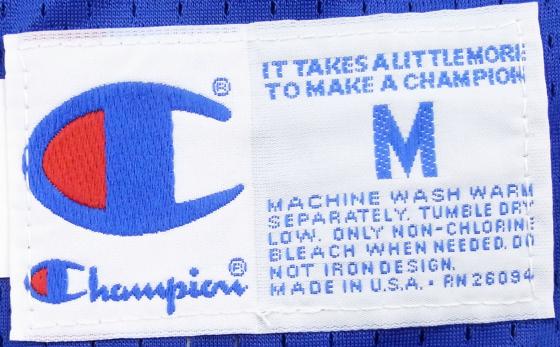 IT TAKES A LITTLE MORE
TO MAKE A CHAMPION
®
M
Champion®
MACHINE WASH WARM
SEPARATELY. TUMBLE DRY
LOW. ONLY NON-CHLORINE
BLEACH WHEN NEEDED. DO
NOT IRON DESIGN.
MADE IN U.S.A. · RN 26094